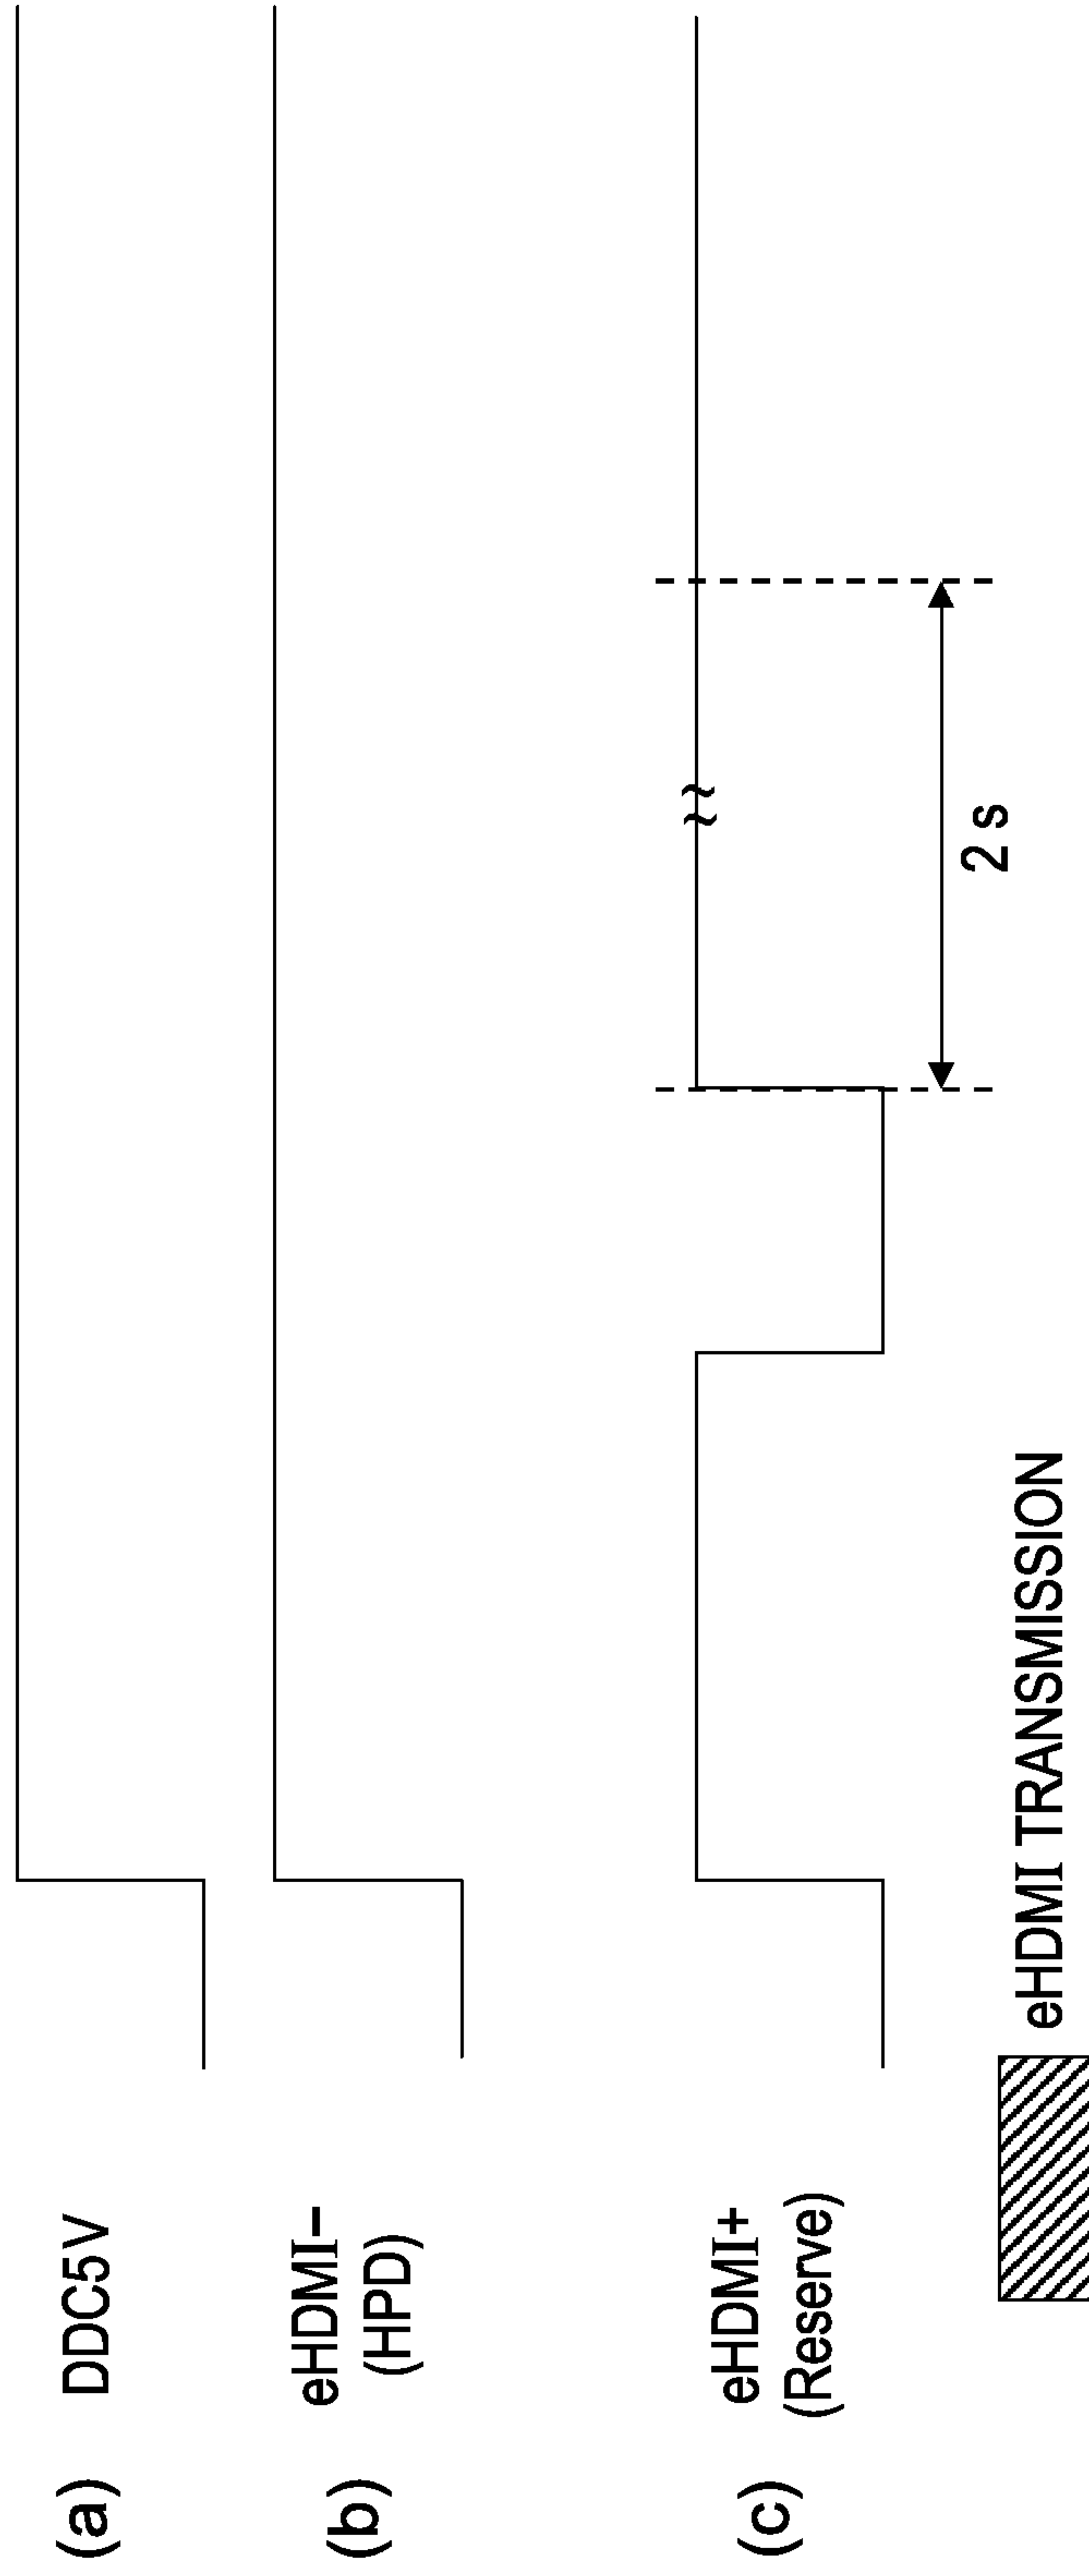 (a) DDC5V
(b) eHDMI−
(HPD)
(c) eHDMI+
(Reserve)
2 s
eHDMI TRANSMISSION